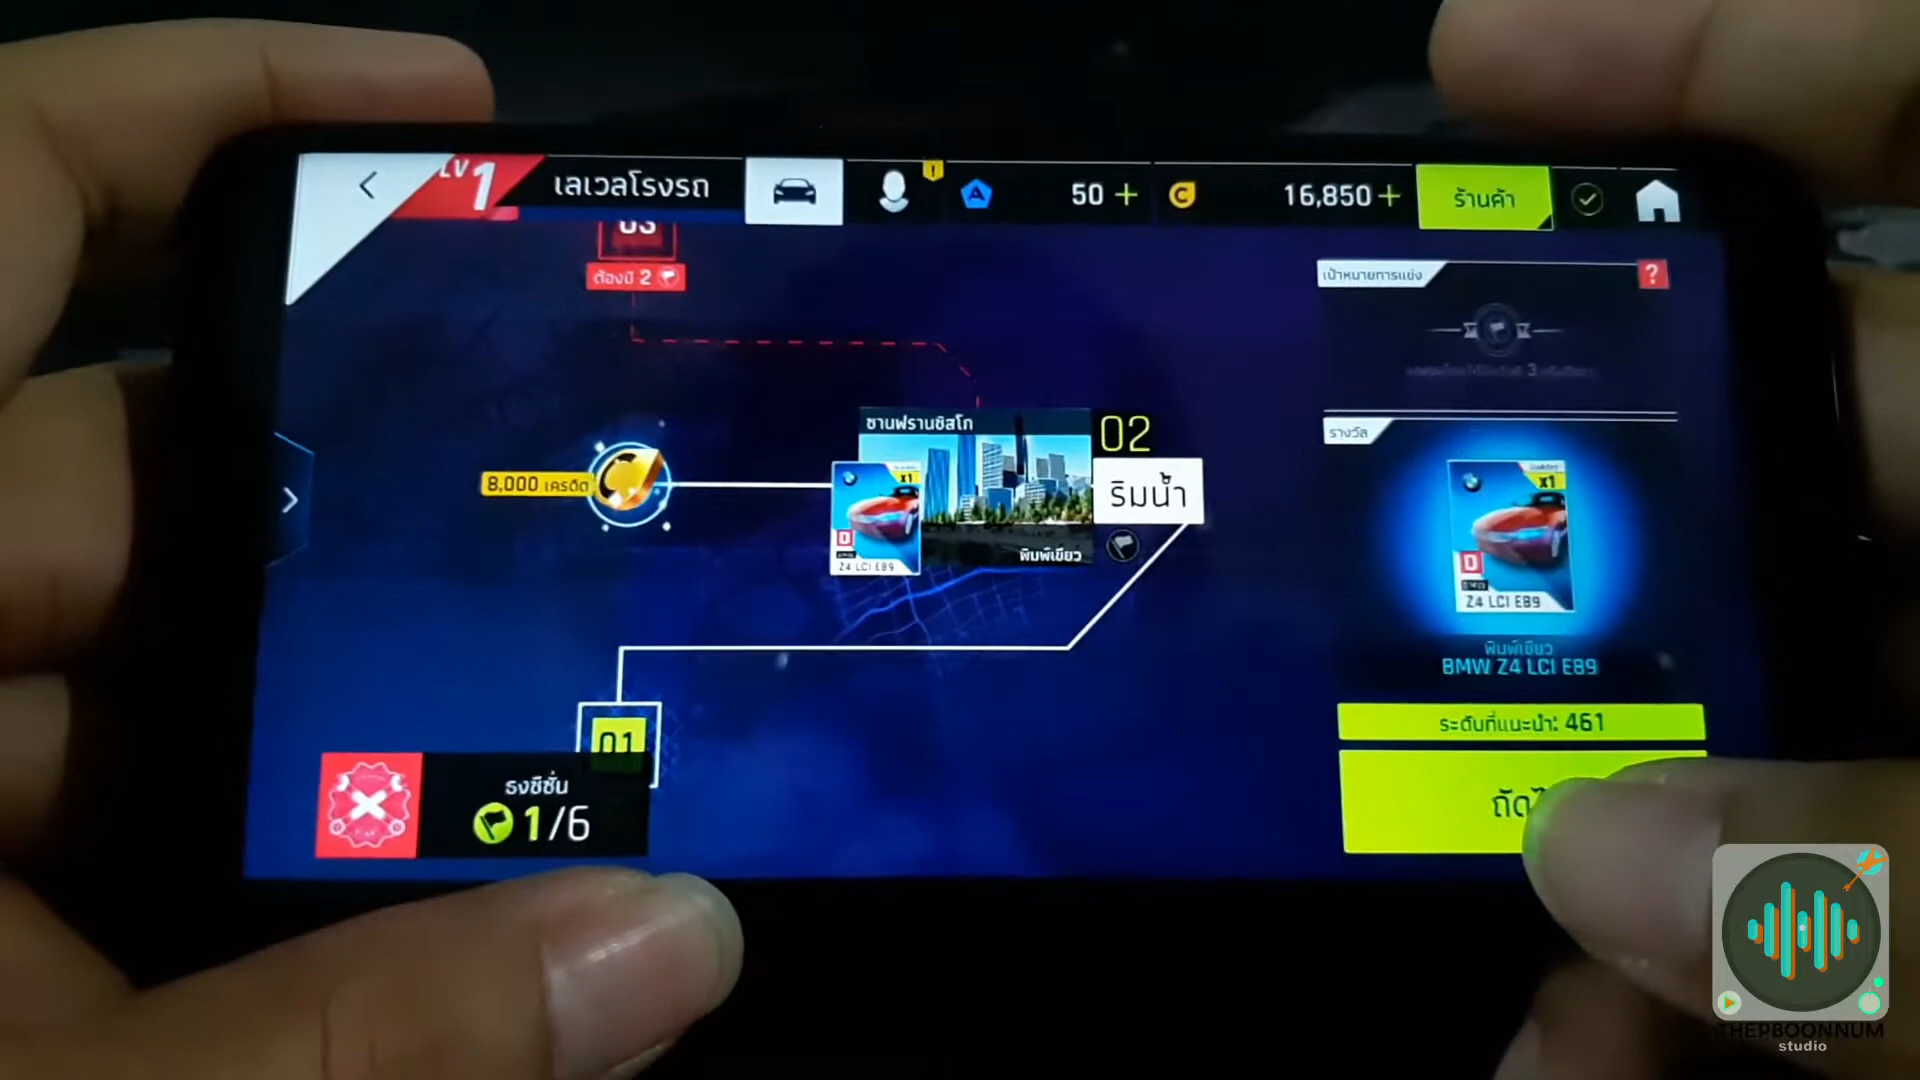 LV 1
เลเวลโรงรถ
50
16,850
ร้านค้า
03
ต้องมี 2
เป้าหมายการแข่ง
?
8,000 เครดิต
ซานฟรานซิสโก
02
ริมน้ำ
x1
D
Z4 LCI E89
พิมพ์เขียว
รางวัล
x1
D
Z4 LCI E89
พิมพ์เขียว
BMW Z4 LCI E89
ระดับที่แนะนำ: 461
01
ธงซีซั่น
1/6
THEPBOONNUM
studio